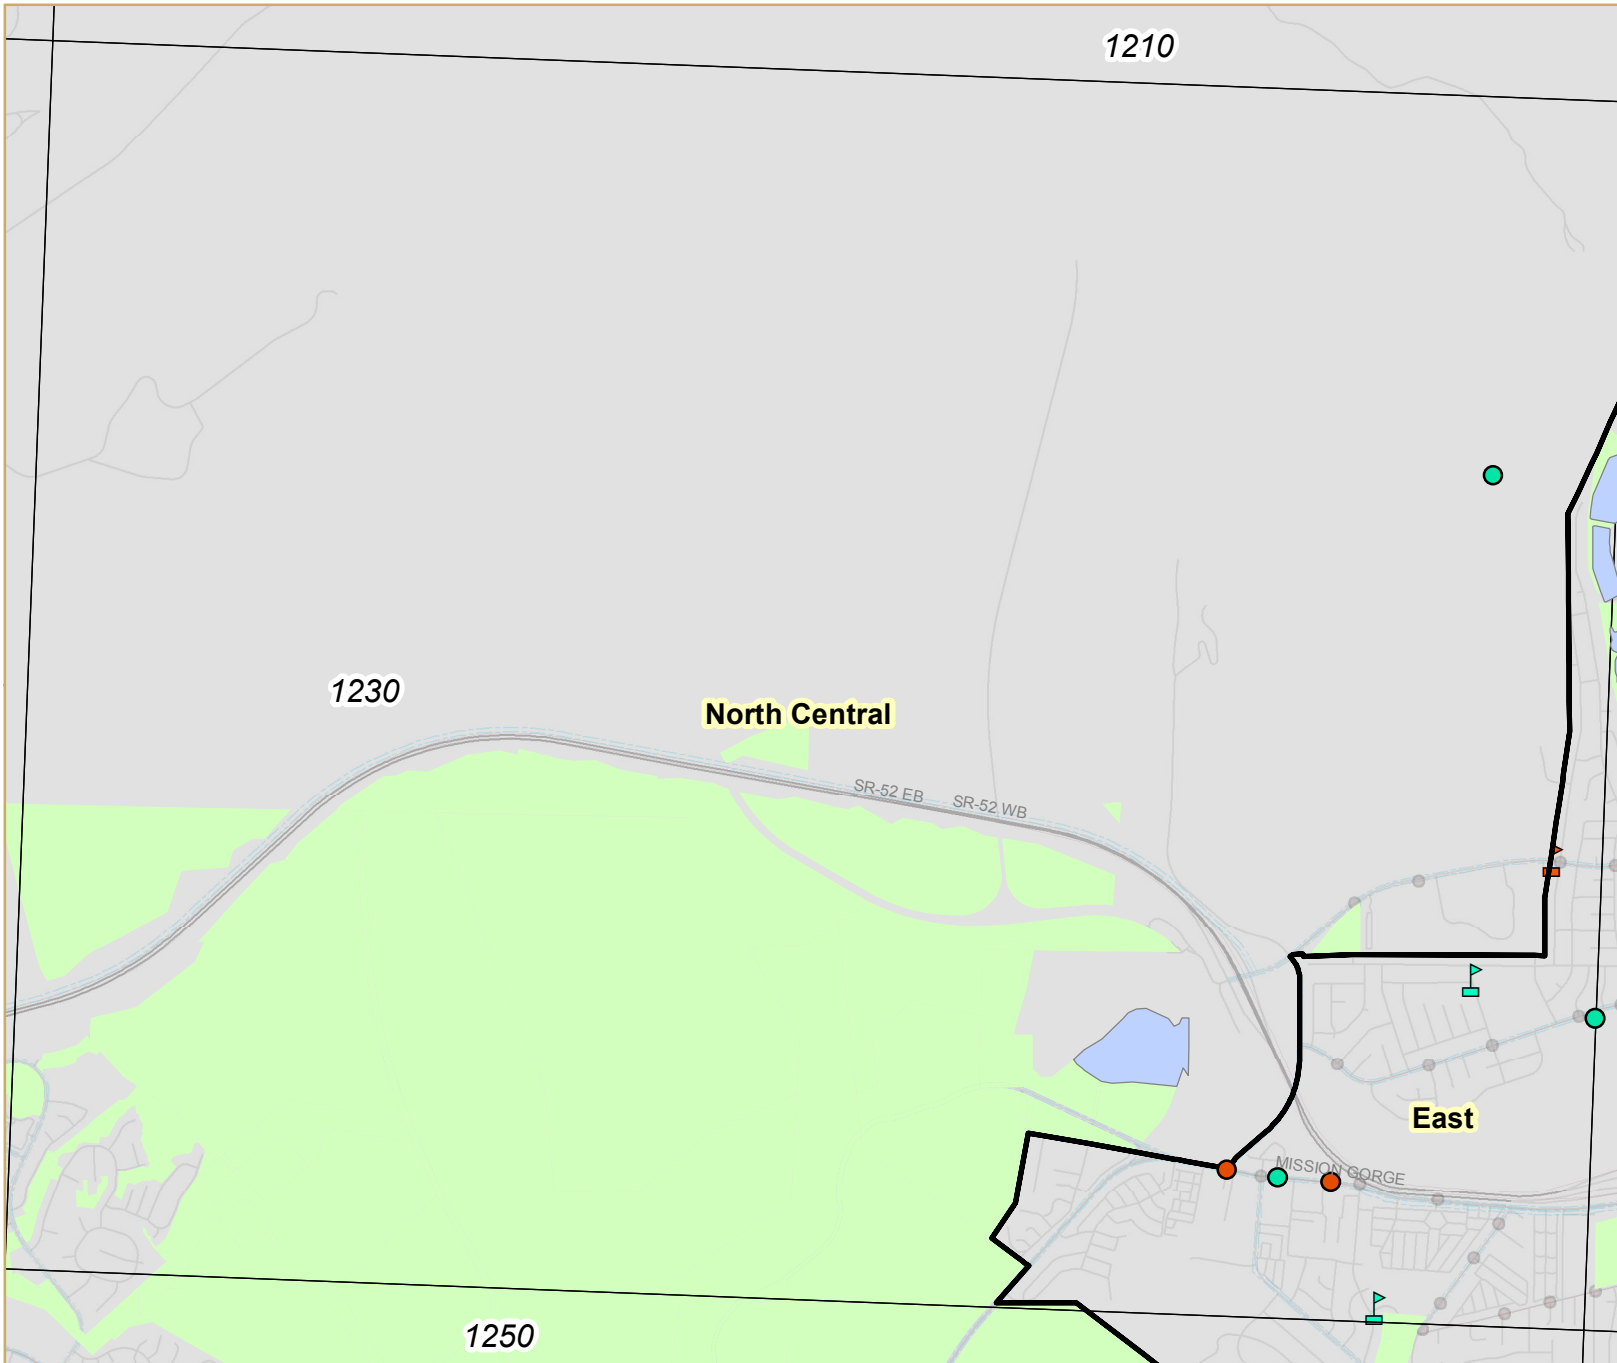 1210
1230
North Central
SR-52 EB
SR-52 WB
East
MISSION GORGE
1250